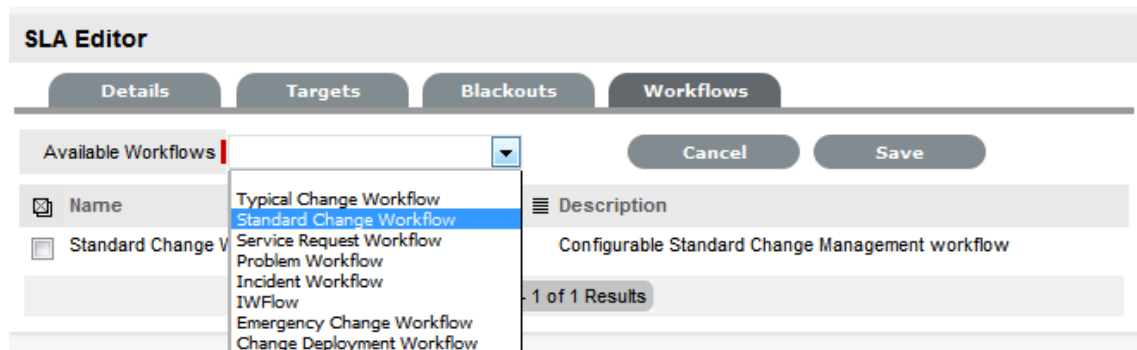 SLA Editor
Details Targets Blackouts Workflows
Available Workflows Cancel Save
Typical Change Workflow
Standard Change Workflow
Service Request Workflow
Problem Workflow
Incident Workflow
IWFlow
Emergency Change Workflow
Change Deployment Workflow
Name Description
Standard Change W Configurable Standard Change Management workflow
- 1 of 1 Results